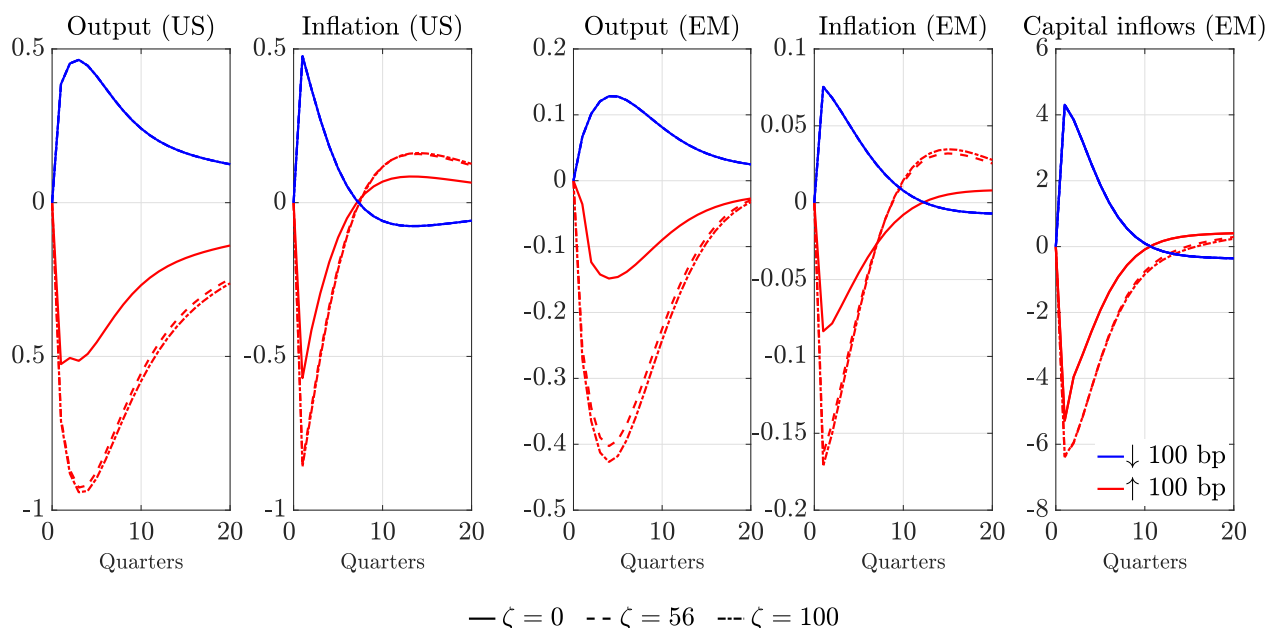 Output (US) Inflation (US) Output (EM) Inflation (EM) Capital inflows (EM)
0.5 0.5 0.2 0.1 6
0.1 0.05 4
0 0 0 0 2
-0.1 -0.05 0
-0.2 -2
0.5 -0.5 -0.3 -0.1 -4
-0.4 -0.15 -6
-1 -1 -0.5 -0.2 -8
↓ 100 bp
↑ 100 bp
0 10 20 0 10 20 0 10 20 0 10 20 0 10 20
Quarters Quarters Quarters Quarters Quarters
ζ = 0 ζ = 56 ζ = 100